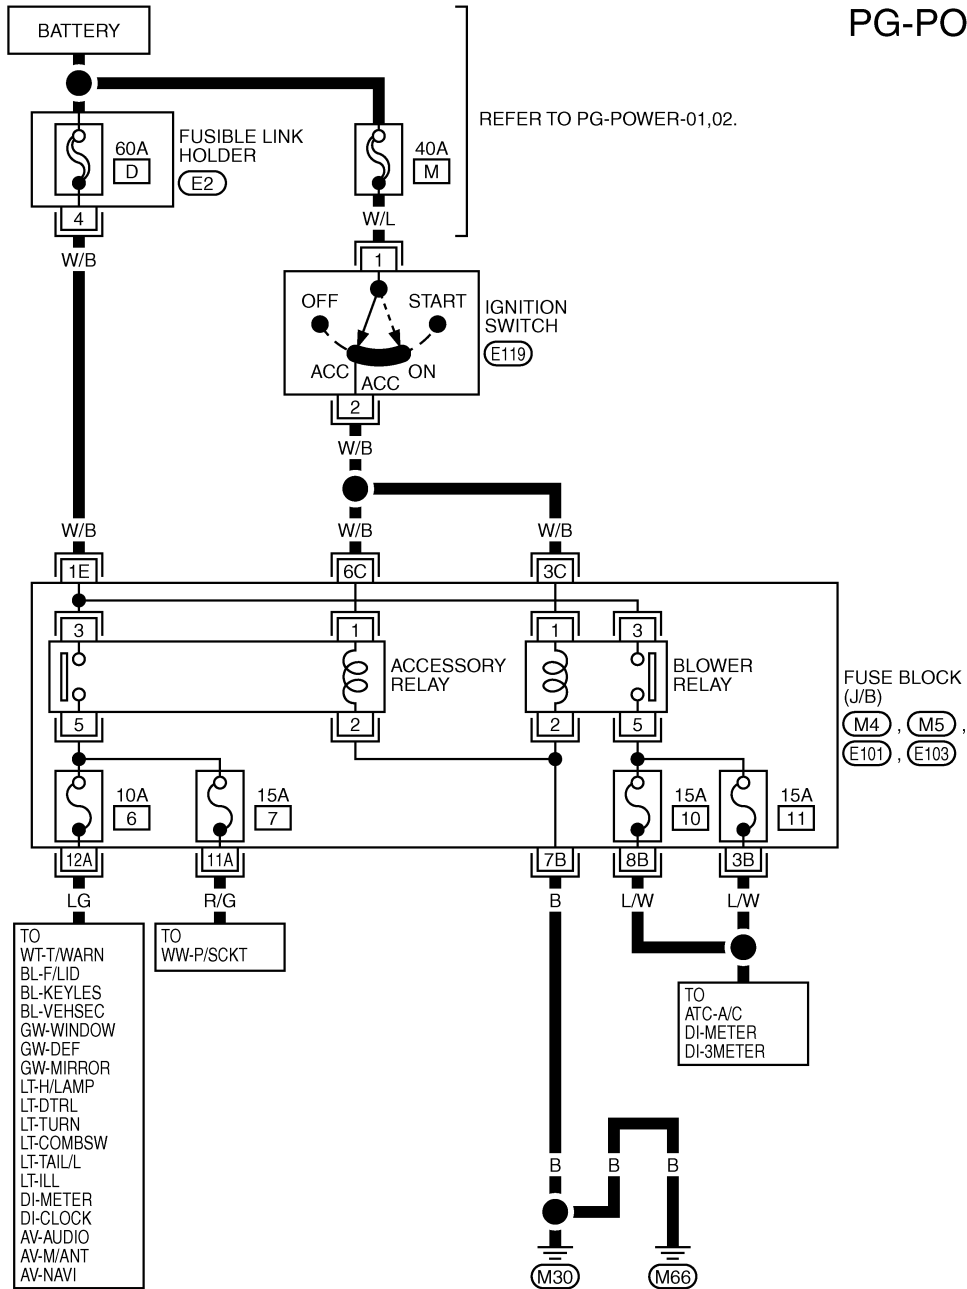 PG-PO
BATTERY
REFER TO PG-POWER-01,02.
60A
D
FUSIBLE LINK
HOLDER
E2
40A
M
4
W/B
W/L
1
OFF
START
ACC
ACC
ON
IGNITION
SWITCH
E119
2
W/B
W/B
W/B
W/B
1E
6C
3C
3
1
1
3
ACCESSORY
RELAY
BLOWER
RELAY
5
2
2
5
FUSE BLOCK
(J/B)
M4 , M5 ,
E101 , E103
10A
6
15A
7
15A
10
15A
11
12A
11A
7B
8B
3B
LG
R/G
B
L/W
L/W
TO
WT-T/WARN
BL-F/LID
BL-KEYLES
BL-VEHSEC
GW-WINDOW
GW-DEF
GW-MIRROR
LT-H/LAMP
LT-DTRL
LT-TURN
LT-COMBSW
LT-TAIL/L
LT-ILL
DI-METER
DI-CLOCK
AV-AUDIO
AV-M/ANT
AV-NAVI
TO
WW-P/SCKT
TO
ATC-A/C
DI-METER
DI-3METER
B
B
B
M30
M66